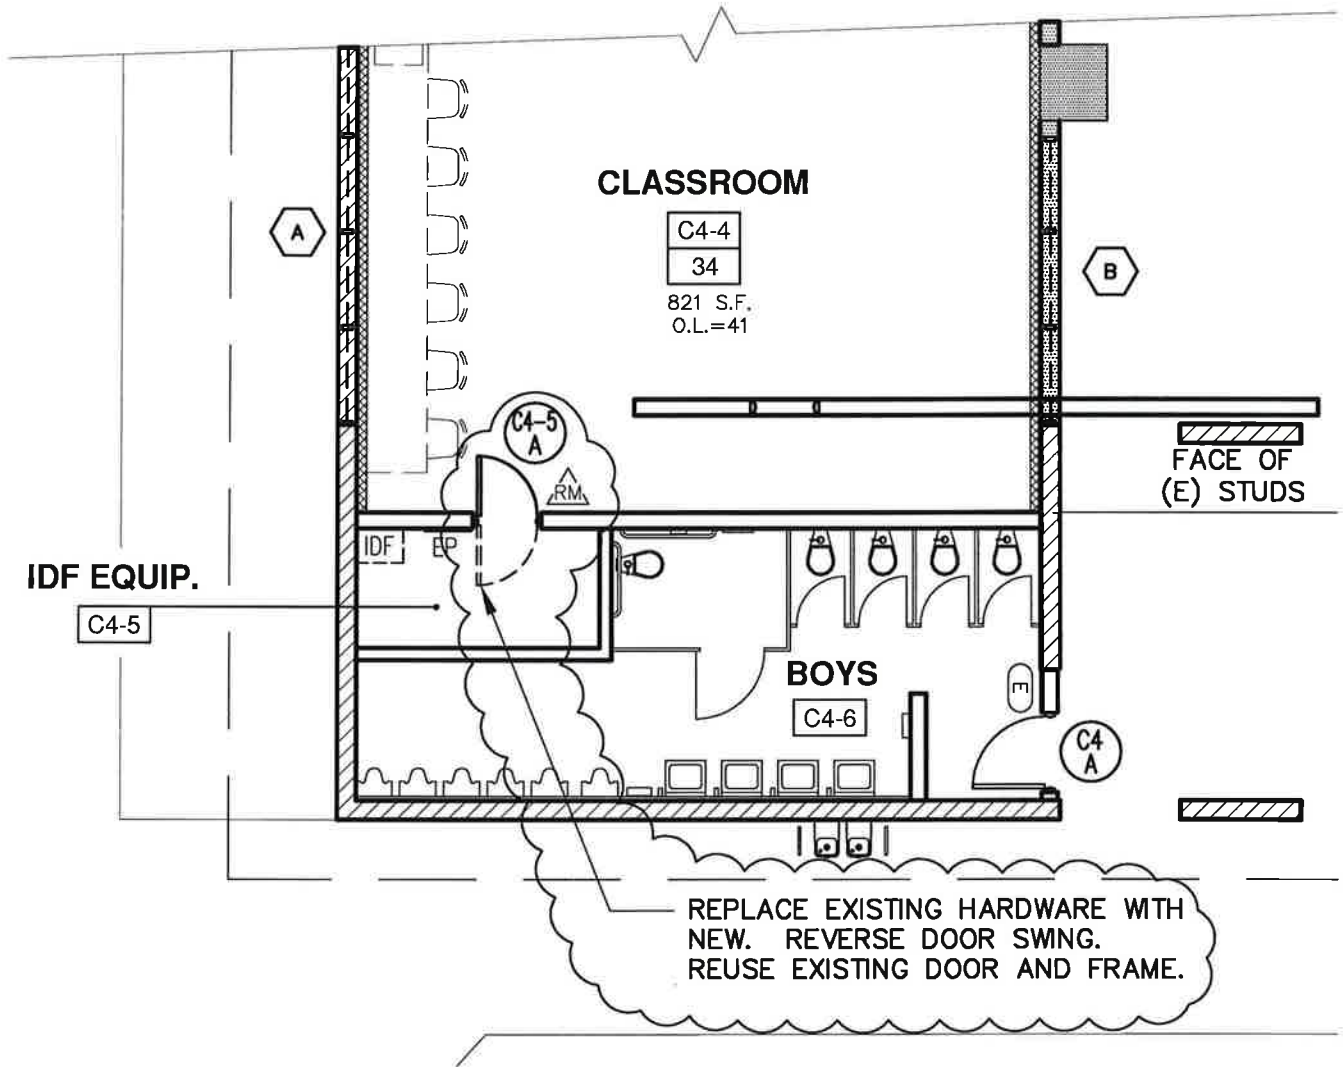 CLASSROOM
C4-4
34
821 S.F.
O.L.=41
A
B
C4-5
A
RM
FACE OF
(E) STUDS
IDF
EP
IDF EQUIP.
C4-5
BOYS
C4-6
E
C4
A
REPLACE EXISTING HARDWARE WITH
NEW. REVERSE DOOR SWING.
REUSE EXISTING DOOR AND FRAME.